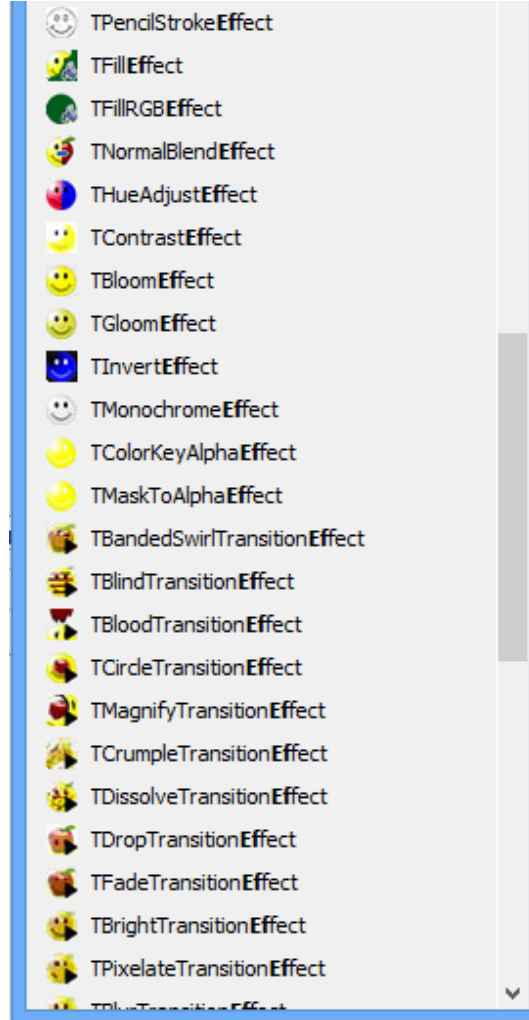 TPencilStrokeEffect
TFillEffect
TFillRGBEffect
TNormalBlendEffect
THueAdjustEffect
TContrastEffect
TBloomEffect
TGloomEffect
TInvertEffect
TMonochromeEffect
TColorKeyAlphaEffect
TMaskToAlphaEffect
TBandedSwirlTransitionEffect
TBlindTransitionEffect
TBloodTransitionEffect
TCircleTransitionEffect
TMagnifyTransitionEffect
TCrumpleTransitionEffect
TDissolveTransitionEffect
TDropTransitionEffect
TFadeTransitionEffect
TBrightTransitionEffect
TPixelateTransitionEffect
TBlurTransitionEffect